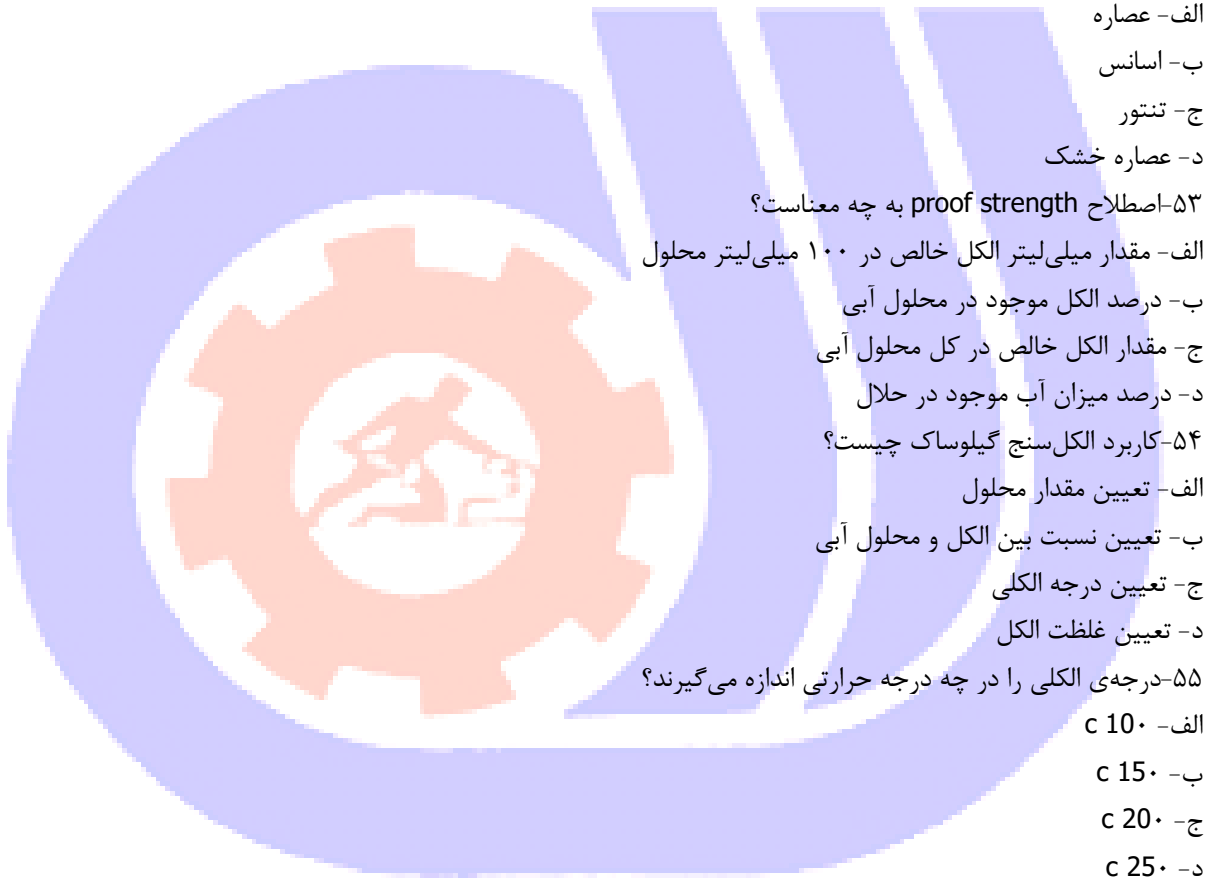 الف- عصاره
ب- اسانس
ج- تنتور
د- عصاره خشک
۵۳-اصطلاح proof strength به چه معناست؟
الف- مقدار میلی‌لیتر الکل خالص در ۱۰۰ میلی‌لیتر محلول
ب- درصد الکل موجود در محلول آبی
ج- مقدار الکل خالص در کل محلول آبی
د- درصد میزان آب موجود در حلال
۵۴-کاربرد الکل‌سنج گیلوساک چیست؟
الف- تعیین مقدار محلول
ب- تعیین نسبت بین الکل و محلول آبی
ج- تعیین درجه الکلی
د- تعیین غلظت الکل
۵۵-درجه‌ی الکلی را در چه درجه حرارتی اندازه می‌گیرند؟
الف- c 10۰
ب- c 15۰
ج- c 20۰
د- c 25۰